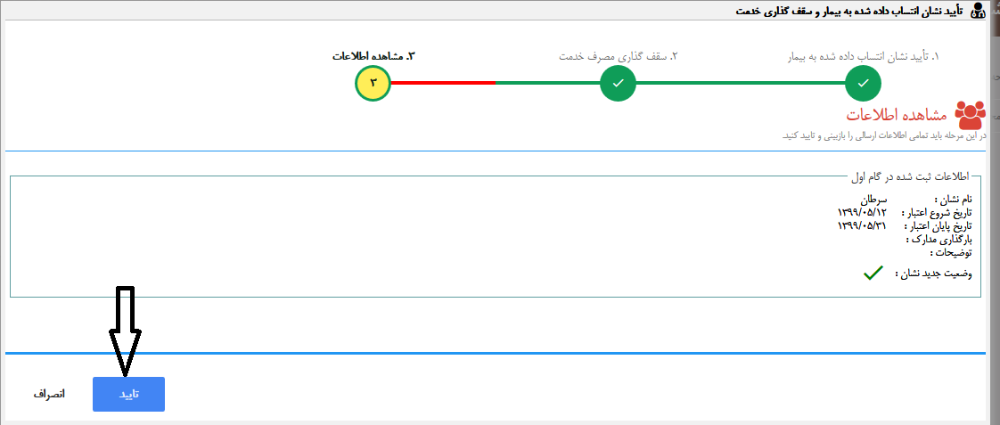 تأیید نشان انتساب داده شده به بیمار و سقف گذاری خدمت
۱. تأیید نشان انتساب داده شده به بیمار
۲. سقف گذاری مصرف خدمت
۳. مشاهده اطلاعات
۳
مشاهده اطلاعات
در این مرحله باید تمامی اطلاعات ارسالی را بازبینی و تایید کنید.
اطلاعات ثبت شده در گام اول
نام نشان : سرطان
تاریخ شروع اعتبار : ۱۳۹۹/۰۵/۱۲
تاریخ پایان اعتبار : ۱۳۹۹/۰۵/۳۱
بارگذاری مدارک :
توضیحات :
وضعیت جدید نشان :
تایید
انصراف